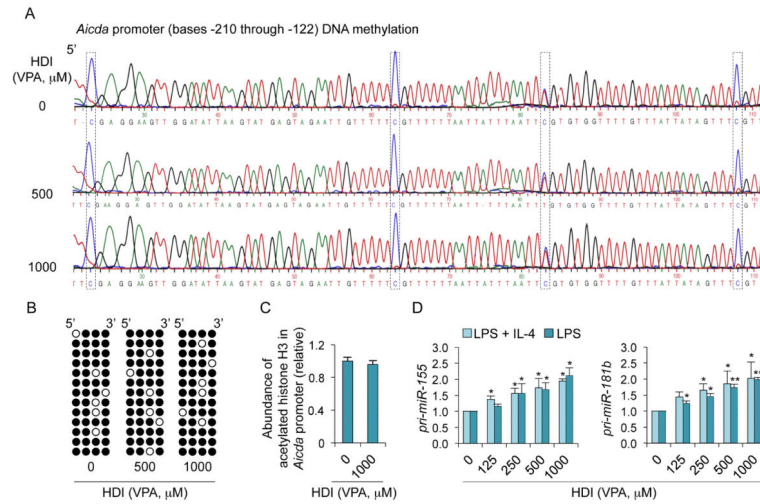 A
Aicda promoter (bases -210 through -122) DNA methylation
HDI
(VPA, μM)
5’
0
T C G A G G A A G T T G G A T A T T A A G T A T G A G T A G A A T T G T T T T T C G T T T T T A A T T A T T T A A T T C G T G T G G T T T T G T T T A T T A T A G T T T C G T T
500
1000
B
5’ 3’ 5’ 3’ 5’ 3’
0 500 1000
HDI (VPA, μM)
C
Abundance of
acetylated histone H3 in
Aicda promoter (relative)
1.2
0.8
0.4
0
0 1000
HDI (VPA, μM)
D
LPS + IL-4 LPS
pri-miR-155
3.0
2.5
2.0
1.5
1.0
0.5
0
* * * * * * *
0 125 250 500 1000
pri-miR-181b
3.0
2.5
2.0
1.5
1.0
0.5
0
* * * * ** * **
0 125 250 500 1000
HDI (VPA, μM)